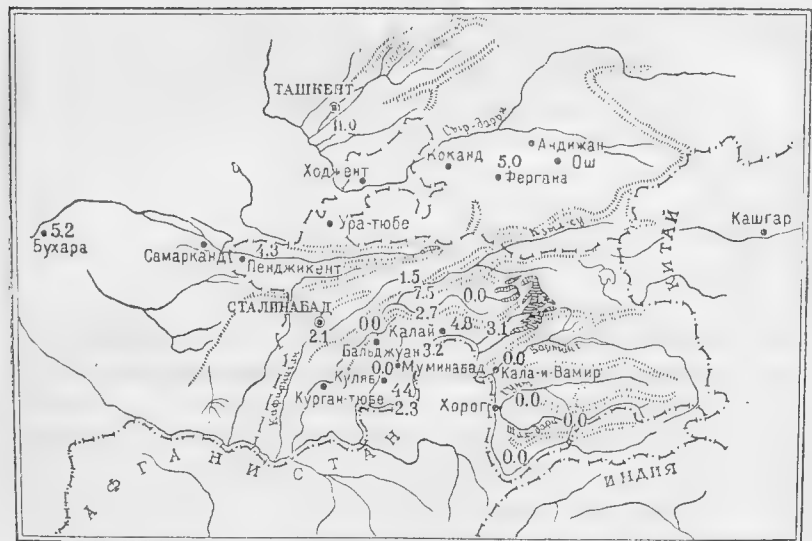 ТАШКЕНТ
11.0
Сыр-дарья
Андижан
Коканд
5.0
Ош
Ходжент
Фергана
Ура-тюбе
КИТАЙ
Кашгар
5.2
Бухара
Самарканд
4.3
Пенджикент
1.5
СТАЛИНАБАД
7.5
0.0
2.7
2.1
0.0
Калай
4.8
3.1
Бальджуан
3.2
0.0
0.0
Муминабад
Кала-и-Вамир
Куляб
Курган-тюбе
4.4
2.3
Хорог
0.0
0.0
0.0
АФГАНИСТАН
ИНДИЯ